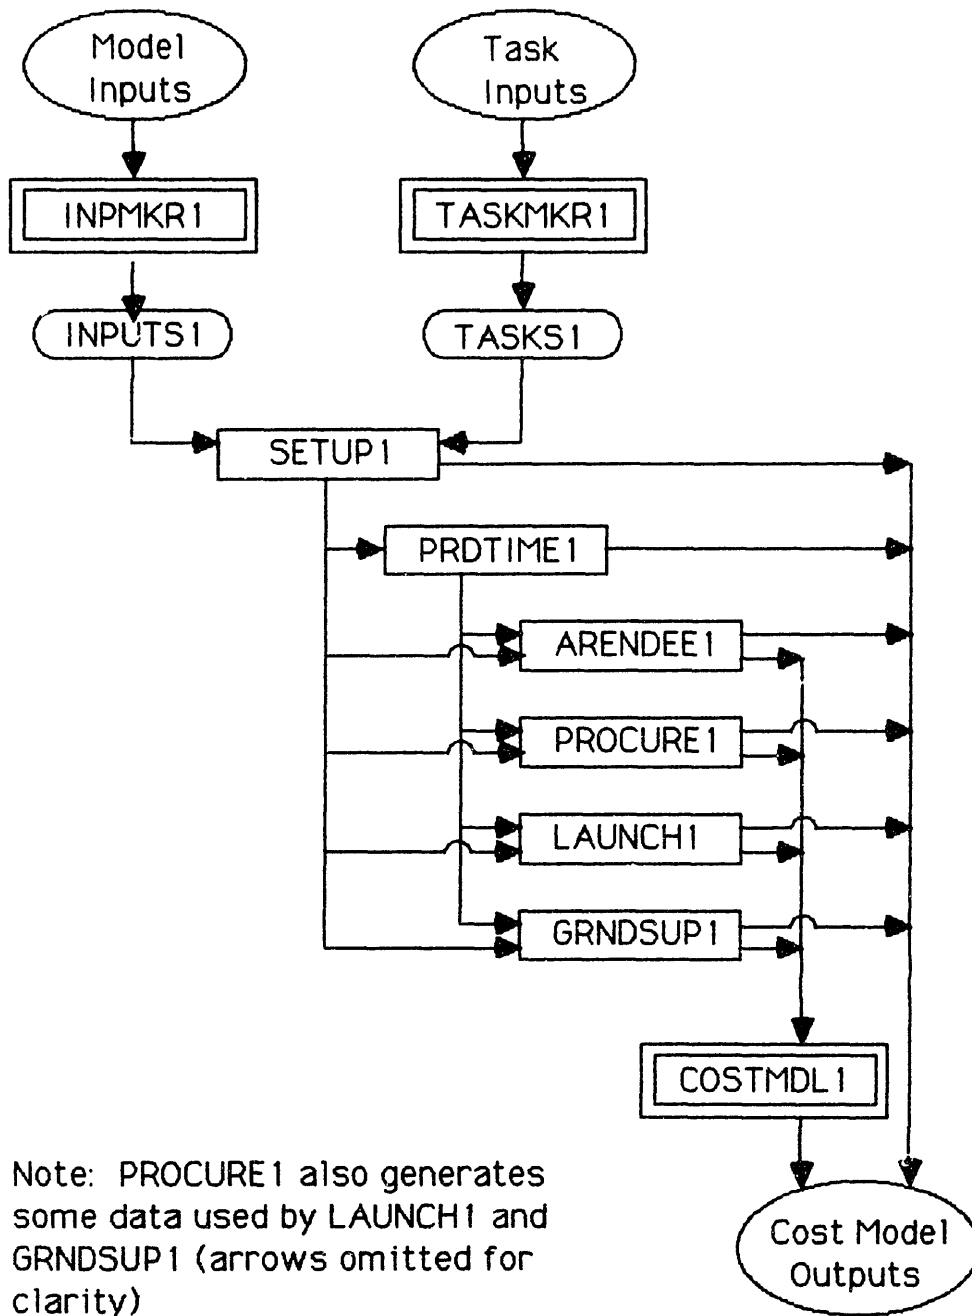 Model
Inputs
Task
Inputs
INPMKR1
TASKMKR1
INPUTS1
TASKS1
SETUP1
PRDTIME1
ARENDEE1
PROCURE1
LAUNCH1
GRNDSUP1
COSTMDL1
Note: PROCURE1 also generates
some data used by LAUNCH1 and
GRNDSUP1 (arrows omitted for
clarity)
Cost Model
Outputs